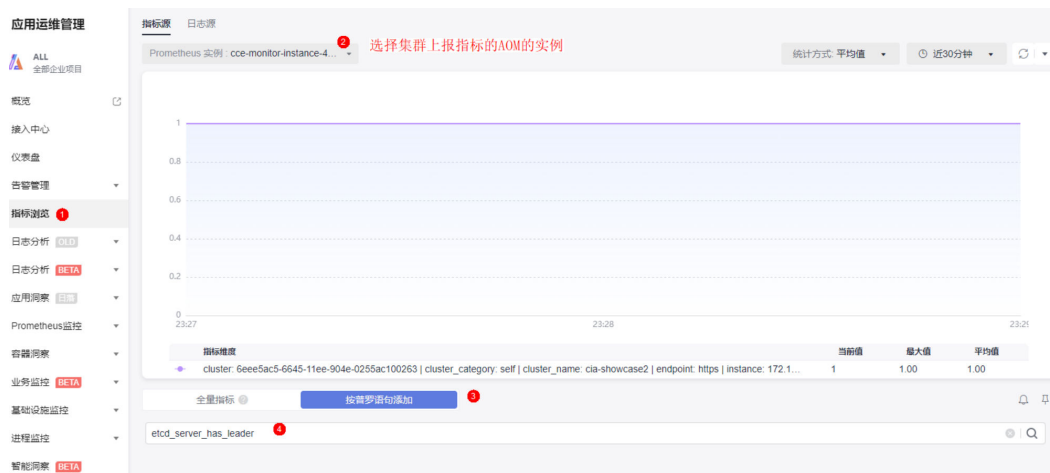 应用运维管理
指标源 日志源
ALL
全部企业项目
Prometheus 实例 : cce-monitor-instance-4... 2 选择集群上报指标的AOM的实例
统计方式: 平均值 近30分钟
概览
接入中心
仪表盘
告警管理
指标浏览 1
日志分析 OLD
日志分析 BETA
应用洞察 日落
Prometheus监控
容器洞察
业务监控 BETA
基础设施监控
进程监控
智能洞察 BETA
1
0.8
0.6
0.4
0.2
0
23:27 23:28 23:29
指标维度 当前值 最大值 平均值
cluster: 6eee5ac5-6645-11ee-904e-0255ac100263 | cluster_category: self | cluster_name: cia-showcase2 | endpoint: https | instance: 172.1... 1 1.00 1.00
全量指标 按普罗语句添加 3
etcd_server_has_leader 4